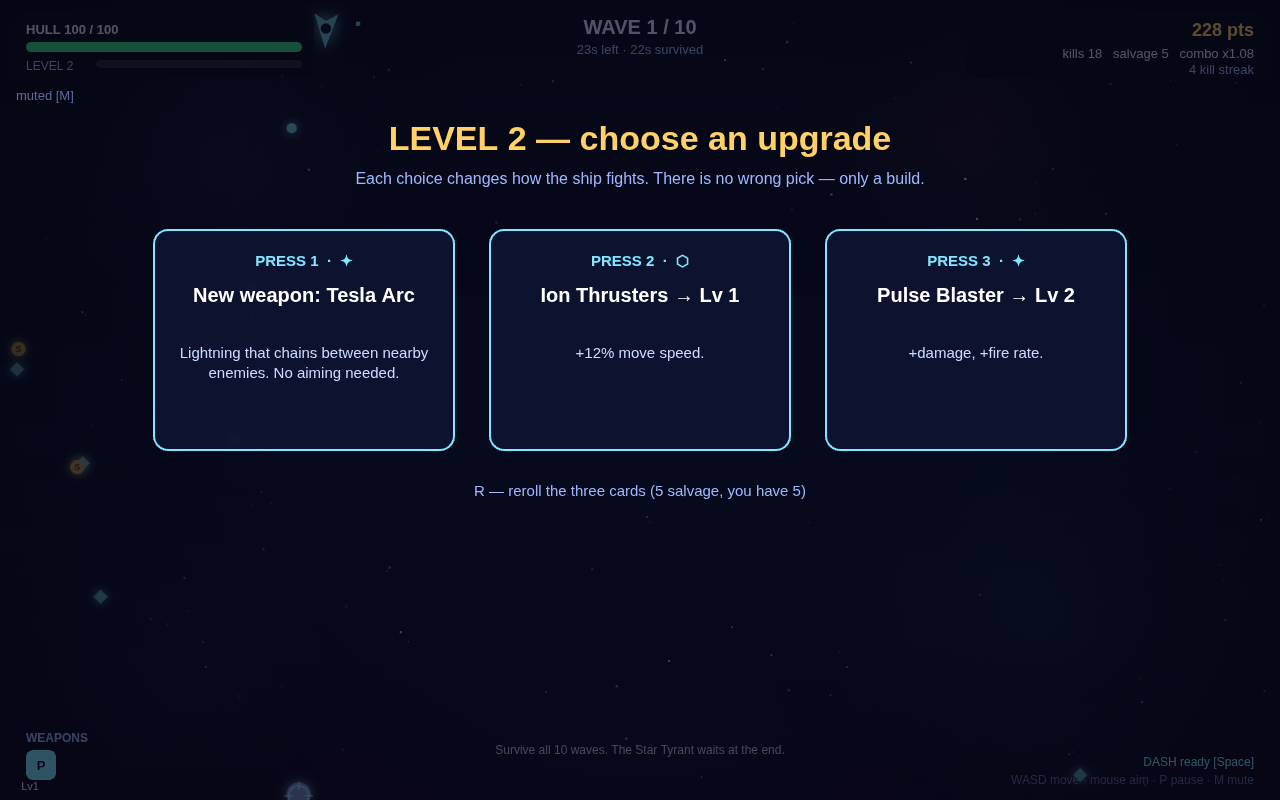 HULL 100 / 100
LEVEL 2
muted [M]
WAVE 1 / 10
23s left · 22s survived
228 pts
kills 18 salvage 5 combo x1.08
4 kill streak
LEVEL 2 — choose an upgrade
Each choice changes how the ship fights. There is no wrong pick — only a build.
PRESS 1 · ✦
New weapon: Tesla Arc
Lightning that chains between nearby
enemies. No aiming needed.
PRESS 2 · ⬡
Ion Thrusters → Lv 1
+12% move speed.
PRESS 3 · ✦
Pulse Blaster → Lv 2
+damage, +fire rate.
R — reroll the three cards (5 salvage, you have 5)
S
S
WEAPONS
P
Lv1
Survive all 10 waves. The Star Tyrant waits at the end.
DASH ready [Space]
WASD move · mouse aim · P pause · M mute